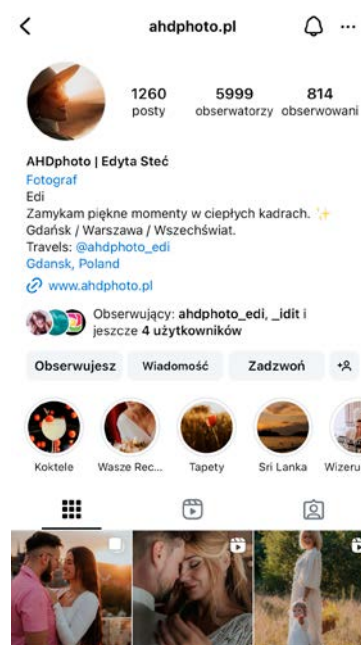 ahdphoto.pl
1260 5999 814
posty obserwatorzy obserwowani
AHDphoto | Edyta Steć
Fotograf
Edi
Zamykam piękne momenty w ciepłych kadrach. ✨
Gdańsk / Warszawa / Wszechświat.
Travels: @ahdphoto_edi
Gdansk, Poland
www.ahdphoto.pl
Obserwujący: ahdphoto_edi, _idit i
jeszcze 4 użytkowników
Obserwujesz Wiadomość Zadzwoń
Koktele Wasze Rec... Tapety Sri Lanka Wizeru